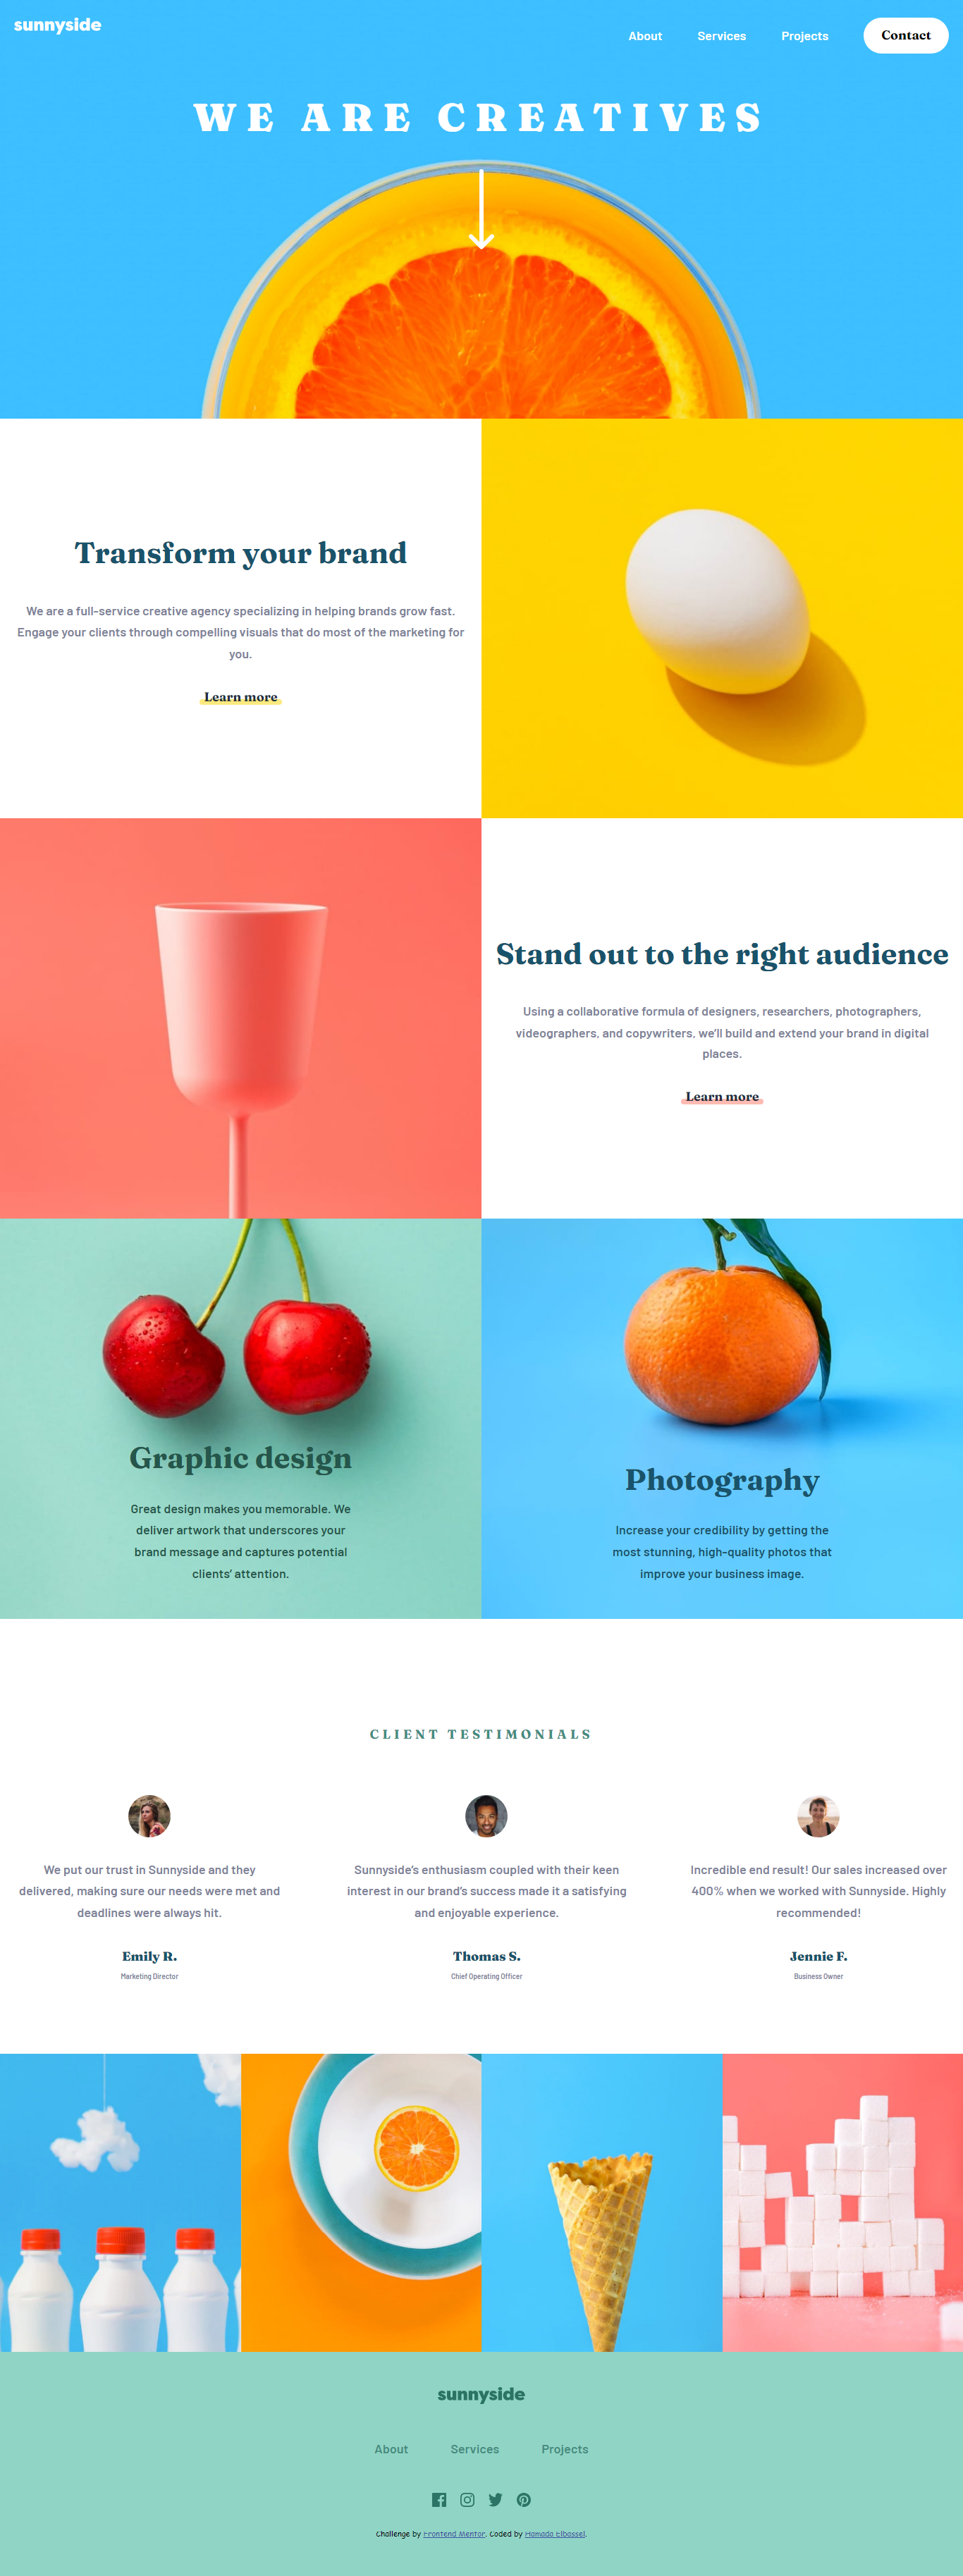 sunnyside
About Services Projects Contact
WE ARE CREATIVES
Transform your brand
We are a full-service creative agency specializing in helping brands grow fast.
Engage your clients through compelling visuals that do most of the marketing for
you.
Learn more
Stand out to the right audience
Using a collaborative formula of designers, researchers, photographers,
videographers, and copywriters, we’ll build and extend your brand in digital
places.
Learn more
Graphic design
Great design makes you memorable. We
deliver artwork that underscores your
brand message and captures potential
clients’ attention.
Photography
Increase your credibility by getting the
most stunning, high-quality photos that
improve your business image.
CLIENT TESTIMONIALS
We put our trust in Sunnyside and they
delivered, making sure our needs were met and
deadlines were always hit.
Emily R.
Marketing Director
Sunnyside’s enthusiasm coupled with their keen
interest in our brand’s success made it a satisfying
and enjoyable experience.
Thomas S.
Chief Operating Officer
Incredible end result! Our sales increased over
400% when we worked with Sunnyside. Highly
recommended!
Jennie F.
Business Owner
sunnyside
About Services Projects
Challenge by Frontend Mentor. Coded by Hamada Elbassel.